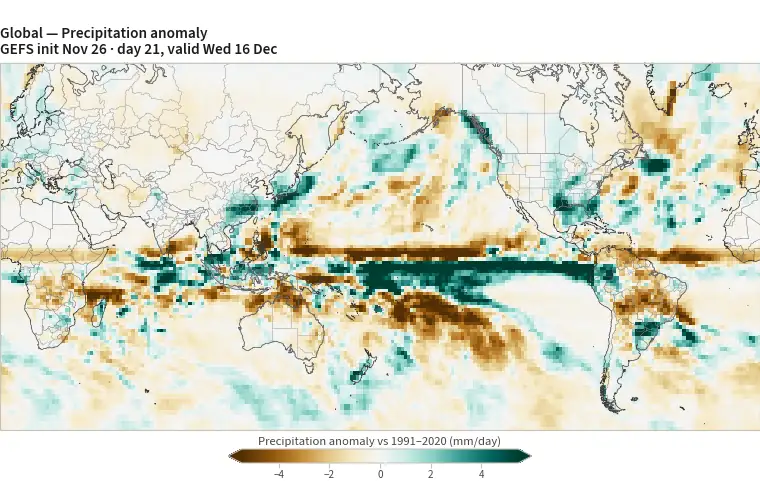 Global — Precipitation anomaly
GEFS init Nov 26 · day 21, valid Wed 16 Dec
Precipitation anomaly vs 1991–2020 (mm/day)
−4 −2 0 2 4